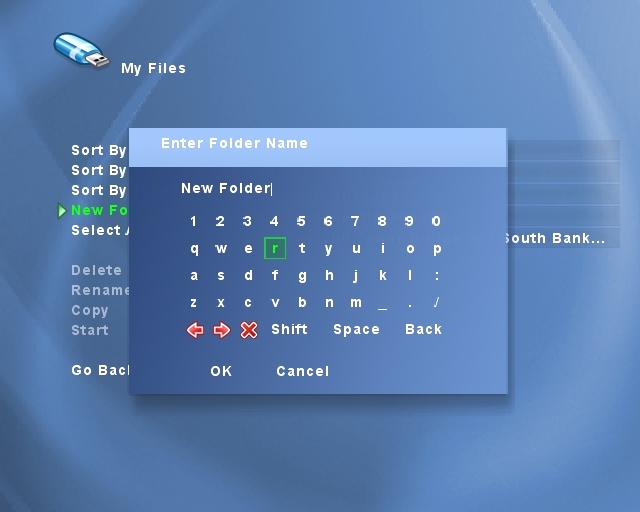 My Files
Enter Folder Name
New Folder
Sort By
Sort By
Sort By
New Fo
Select
Delete
Rename
Copy
Start
Go Back
1 2 3 4 5 6 7 8 9 0
q w e r t y u i o p
a s d f g h j k l :
z x c v b n m _ . /
Shift Space Back
OK Cancel
South Bank...